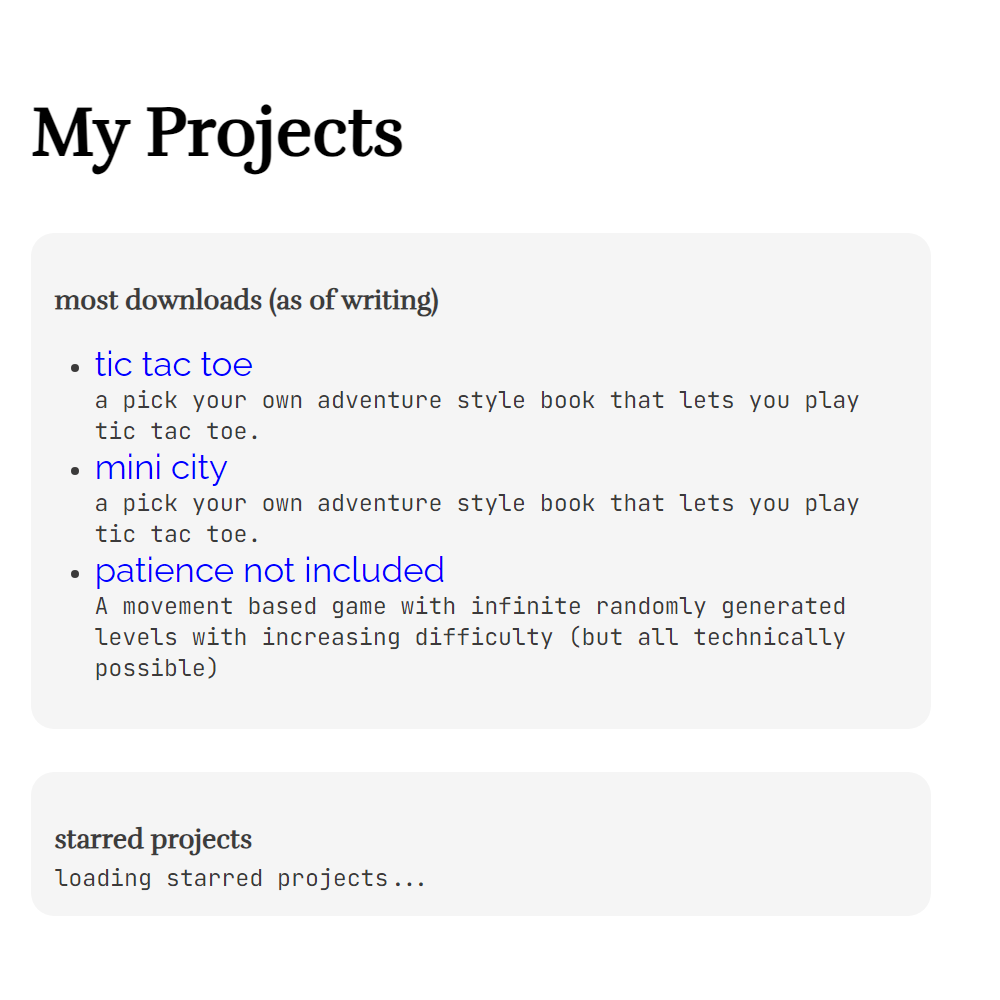 My Projects
most downloads (as of writing)
tic tac toe
a pick your own adventure style book that lets you play
tic tac toe.
mini city
a pick your own adventure style book that lets you play
tic tac toe.
patience not included
A movement based game with infinite randomly generated
levels with increasing difficulty (but all technically
possible)
starred projects
loading starred projects...